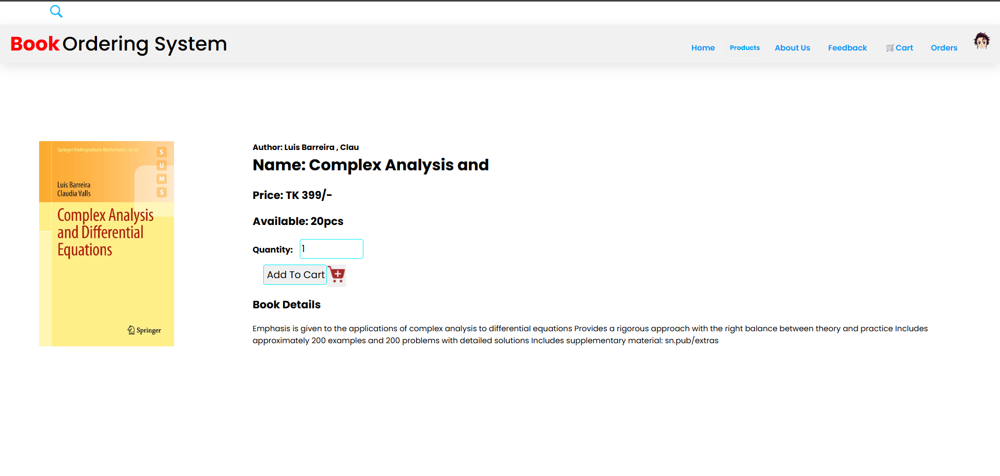 Book Ordering System
Home
Products
About Us
Feedback
Cart
Orders
Springer Undergraduate Mathematics Series
S
U
M
S
Luis Barreira
Claudia Valls
Complex Analysis
and Differential
Equations
Springer
Author: Luis Barreira , Clau
Name: Complex Analysis and
Price: TK 399/-
Available: 20pcs
Quantity: 1
Add To Cart
Book Details
Emphasis is given to the applications of complex analysis to differential equations Provides a rigorous approach with the right balance between theory and practice Includes
approximately 200 examples and 200 problems with detailed solutions Includes supplementary material: sn.pub/extras